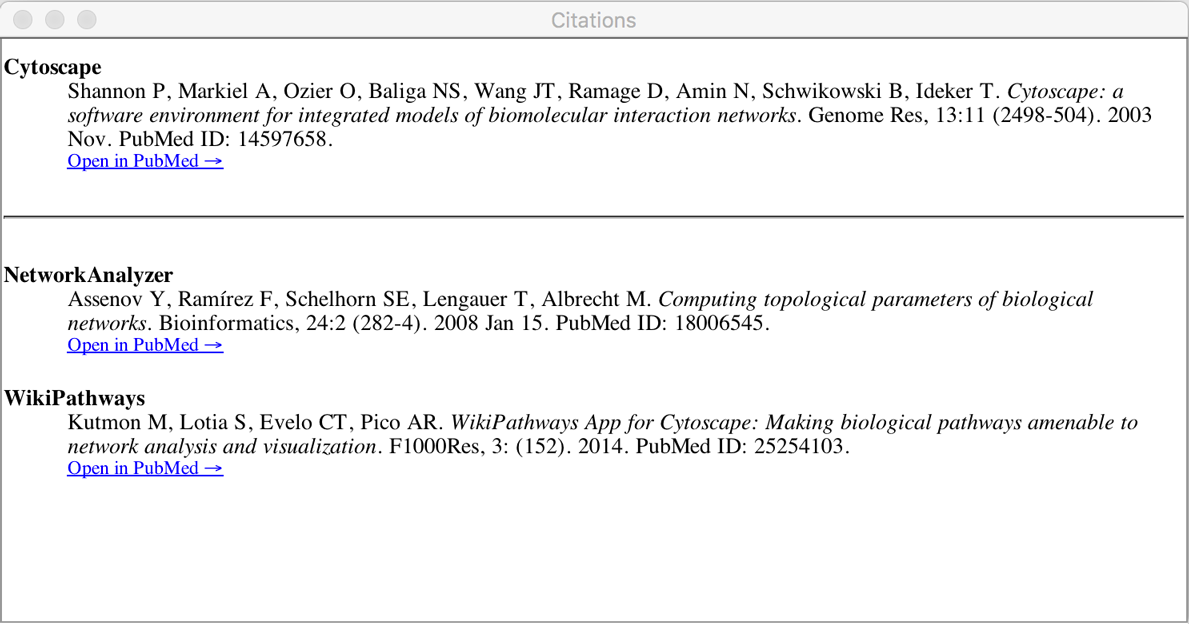 Citations
Cytoscape
Shannon P, Markiel A, Ozier O, Baliga NS, Wang JT, Ramage D, Amin N, Schwikowski B, Ideker T. Cytoscape: a
software environment for integrated models of biomolecular interaction networks. Genome Res, 13:11 (2498-504). 2003
Nov. PubMed ID: 14597658.
Open in PubMed →
NetworkAnalyzer
Assenov Y, Ramírez F, Schelhorn SE, Lengauer T, Albrecht M. Computing topological parameters of biological
networks. Bioinformatics, 24:2 (282-4). 2008 Jan 15. PubMed ID: 18006545.
Open in PubMed →
WikiPathways
Kutmon M, Lotia S, Evelo CT, Pico AR. WikiPathways App for Cytoscape: Making biological pathways amenable to
network analysis and visualization. F1000Res, 3: (152). 2014. PubMed ID: 25254103.
Open in PubMed →